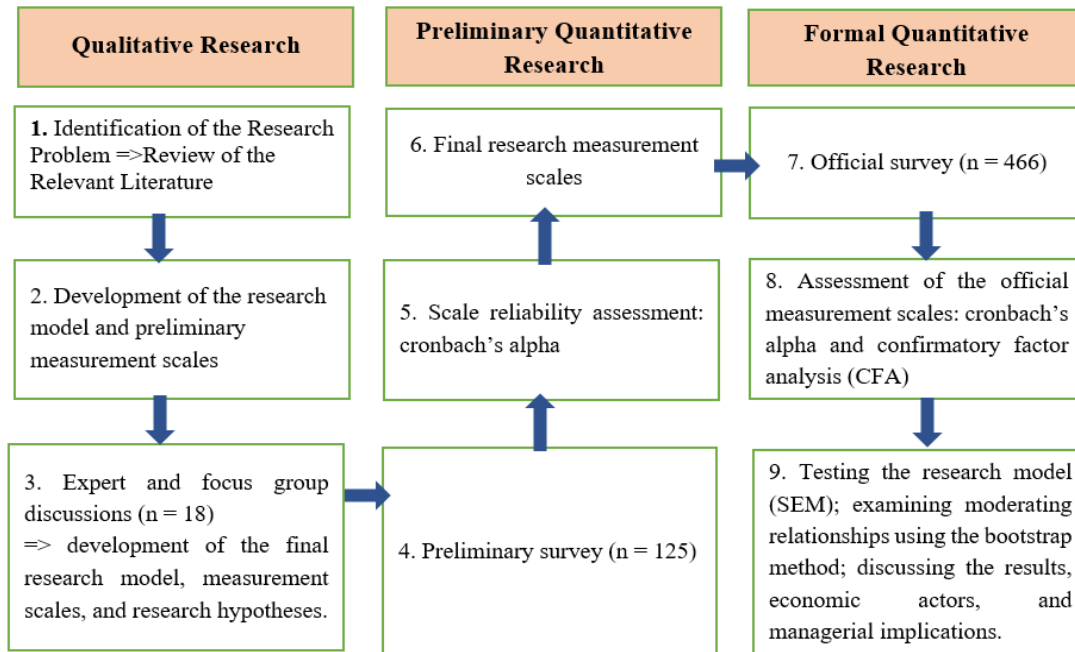 Qualitative Research
Preliminary Quantitative
Research
Formal Quantitative
Research
1. Identification of the Research
Problem =>Review of the
Relevant Literature
2. Development of the research
model and preliminary
measurement scales
3. Expert and focus group
discussions (n = 18)
=> development of the final
research model, measurement
scales, and research hypotheses.
4. Preliminary survey (n = 125)
5. Scale reliability assessment:
cronbach's alpha
6. Final research measurement
scales
7. Official survey (n = 466)
8. Assessment of the official
measurement scales: cronbach's
alpha and confirmatory factor
analysis (CFA)
9. Testing the research model
(SEM); examining moderating
relationships using the bootstrap
method; discussing the results,
economic actors, and
managerial implications.